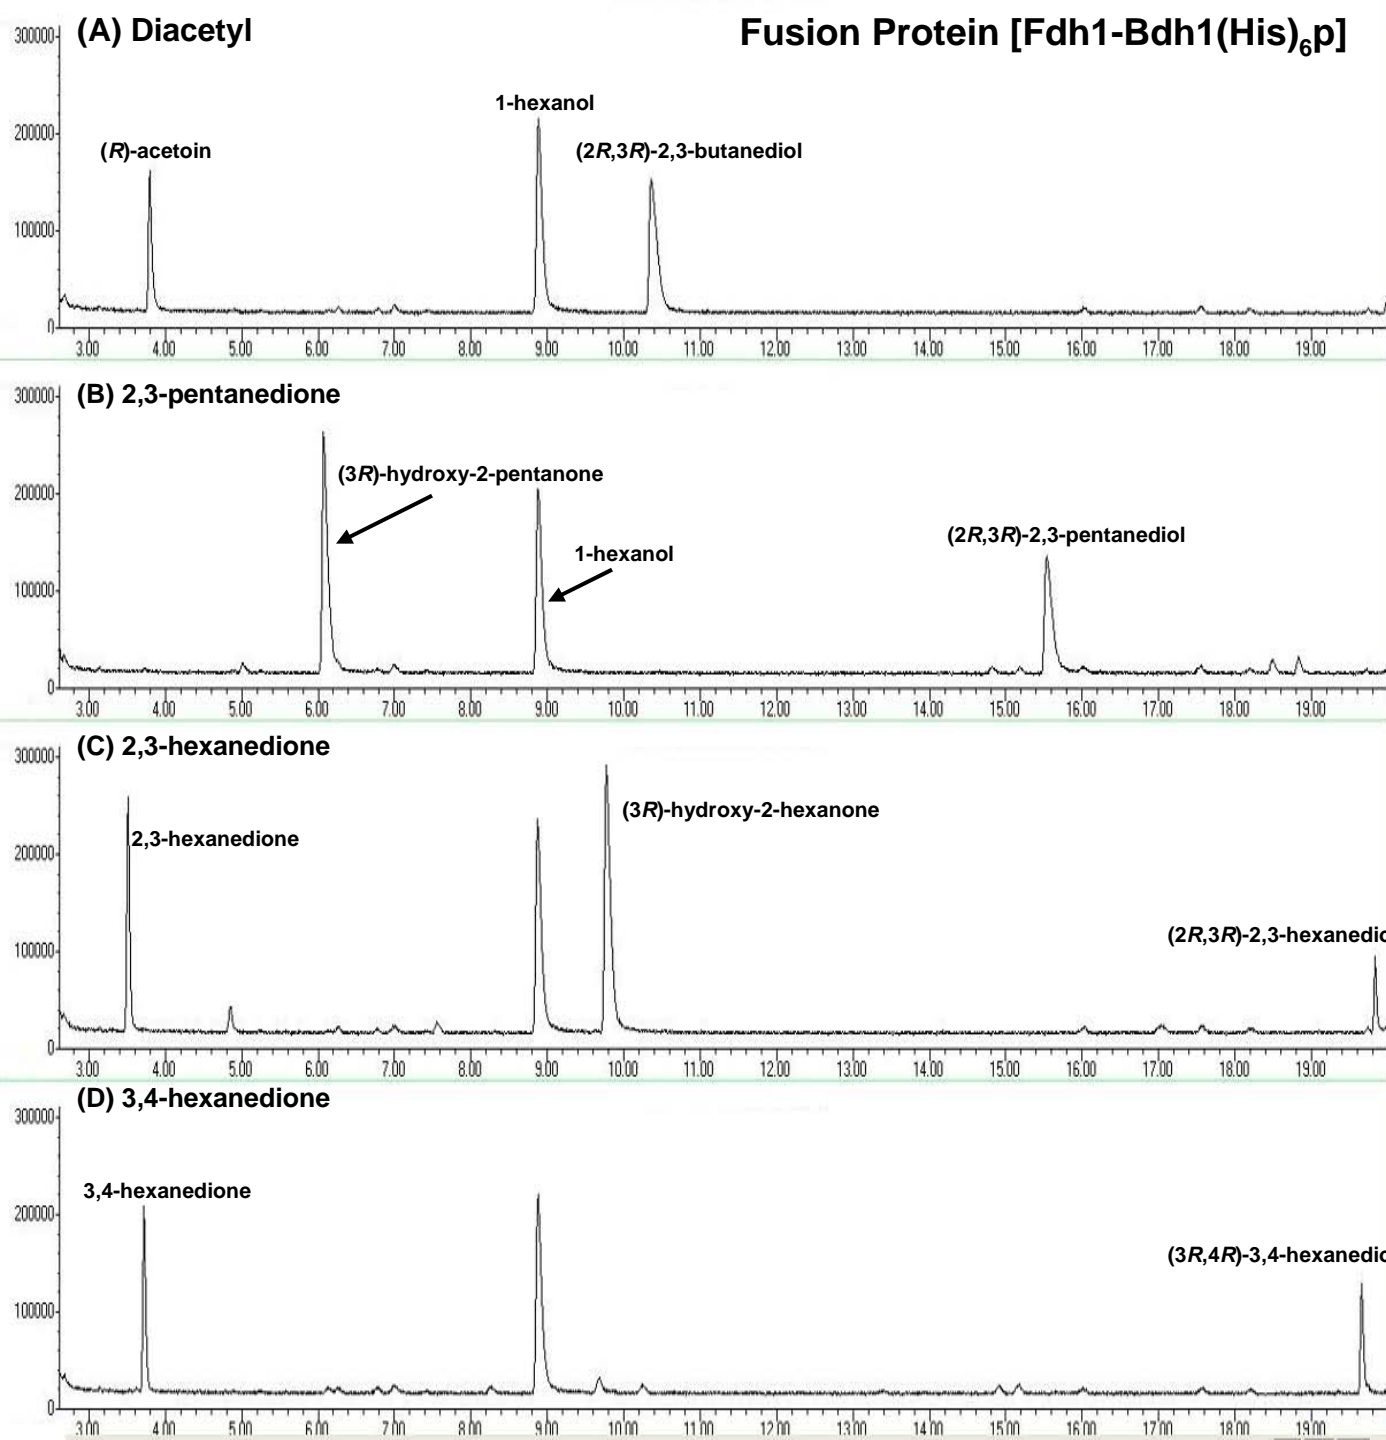 (A) Diacetyl
Fusion Protein [Fdh1-Bdh1(His)6p]
300000
200000
100000
0
1-hexanol
(R)-acetoin
(2R,3R)-2,3-butanediol
3.00 4.00 5.00 6.00 7.00 8.00 9.00 10.00 11.00 12.00 13.00 14.00 15.00 16.00 17.00 18.00 19.00
(B) 2,3-pentanedione
300000
200000
100000
0
(3R)-hydroxy-2-pentanone
(2R,3R)-2,3-pentanediol
1-hexanol
3.00 4.00 5.00 6.00 7.00 8.00 9.00 10.00 11.00 12.00 13.00 14.00 15.00 16.00 17.00 18.00 19.00
(C) 2,3-hexanedione
300000
200000
100000
0
(3R)-hydroxy-2-hexanone
2,3-hexanedione
(2R,3R)-2,3-hexanedio
3.00 4.00 5.00 6.00 7.00 8.00 9.00 10.00 11.00 12.00 13.00 14.00 15.00 16.00 17.00 18.00 19.00
(D) 3,4-hexanedione
300000
200000
100000
0
3,4-hexanedione
(3R,4R)-3,4-hexanedio
3.00 4.00 5.00 6.00 7.00 8.00 9.00 10.00 11.00 12.00 13.00 14.00 15.00 16.00 17.00 18.00 19.00